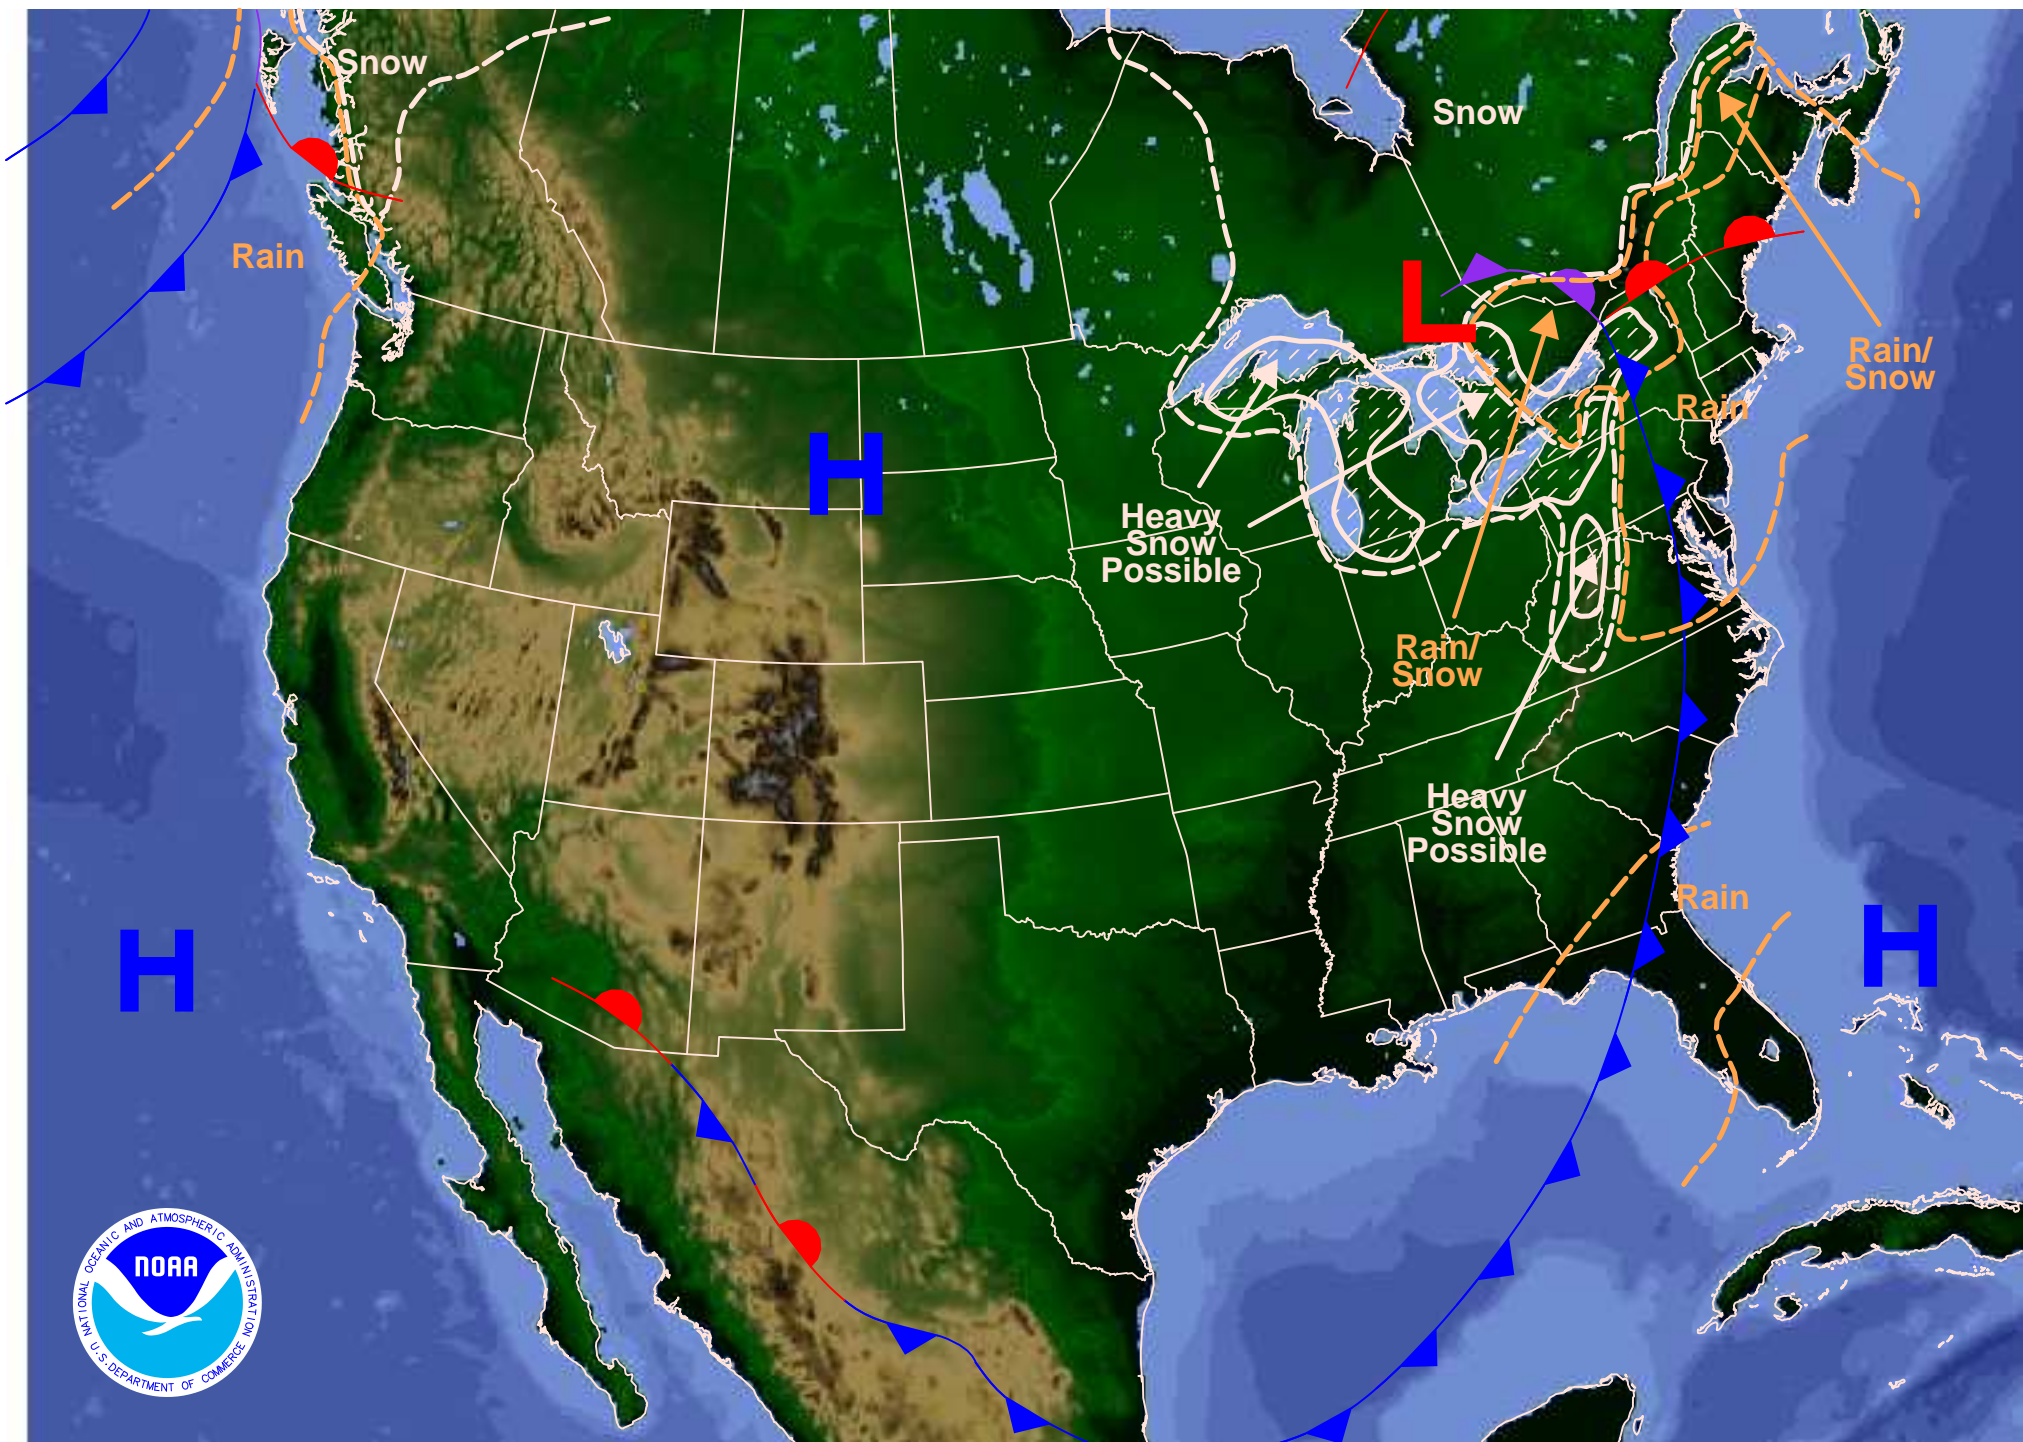 Snow
Snow
Rain
L
Rain/
Snow
Rain
H
Heavy
Snow
Possible
Rain/
Snow
Heavy
Snow
Possible
Rain
H
H
NATIONAL OCEANIC AND ATMOSPHERIC ADMINISTRATION
NOAA
U.S. DEPARTMENT OF COMMERCE